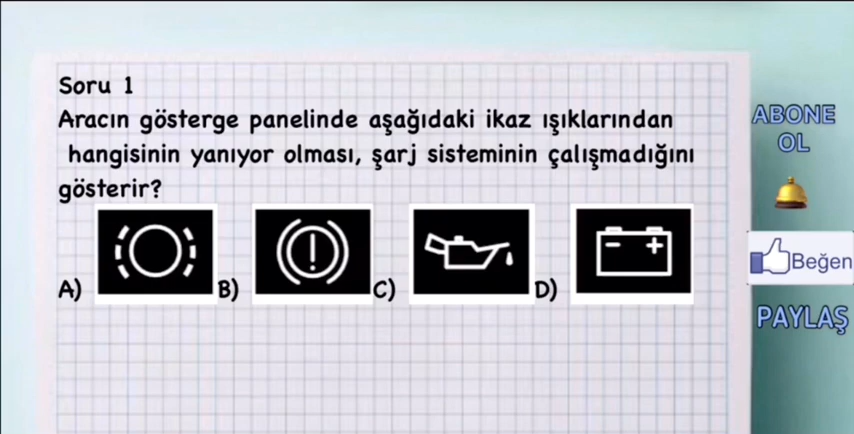 Soru 1
Aracın gösterge panelinde aşağıdaki ikaz ışıklarından
hangisinin yanıyor olması, şarj sisteminin çalışmadığını
gösterir?
A) B) C) D)
ABONE
OL
Beğen
PAYLAŞ